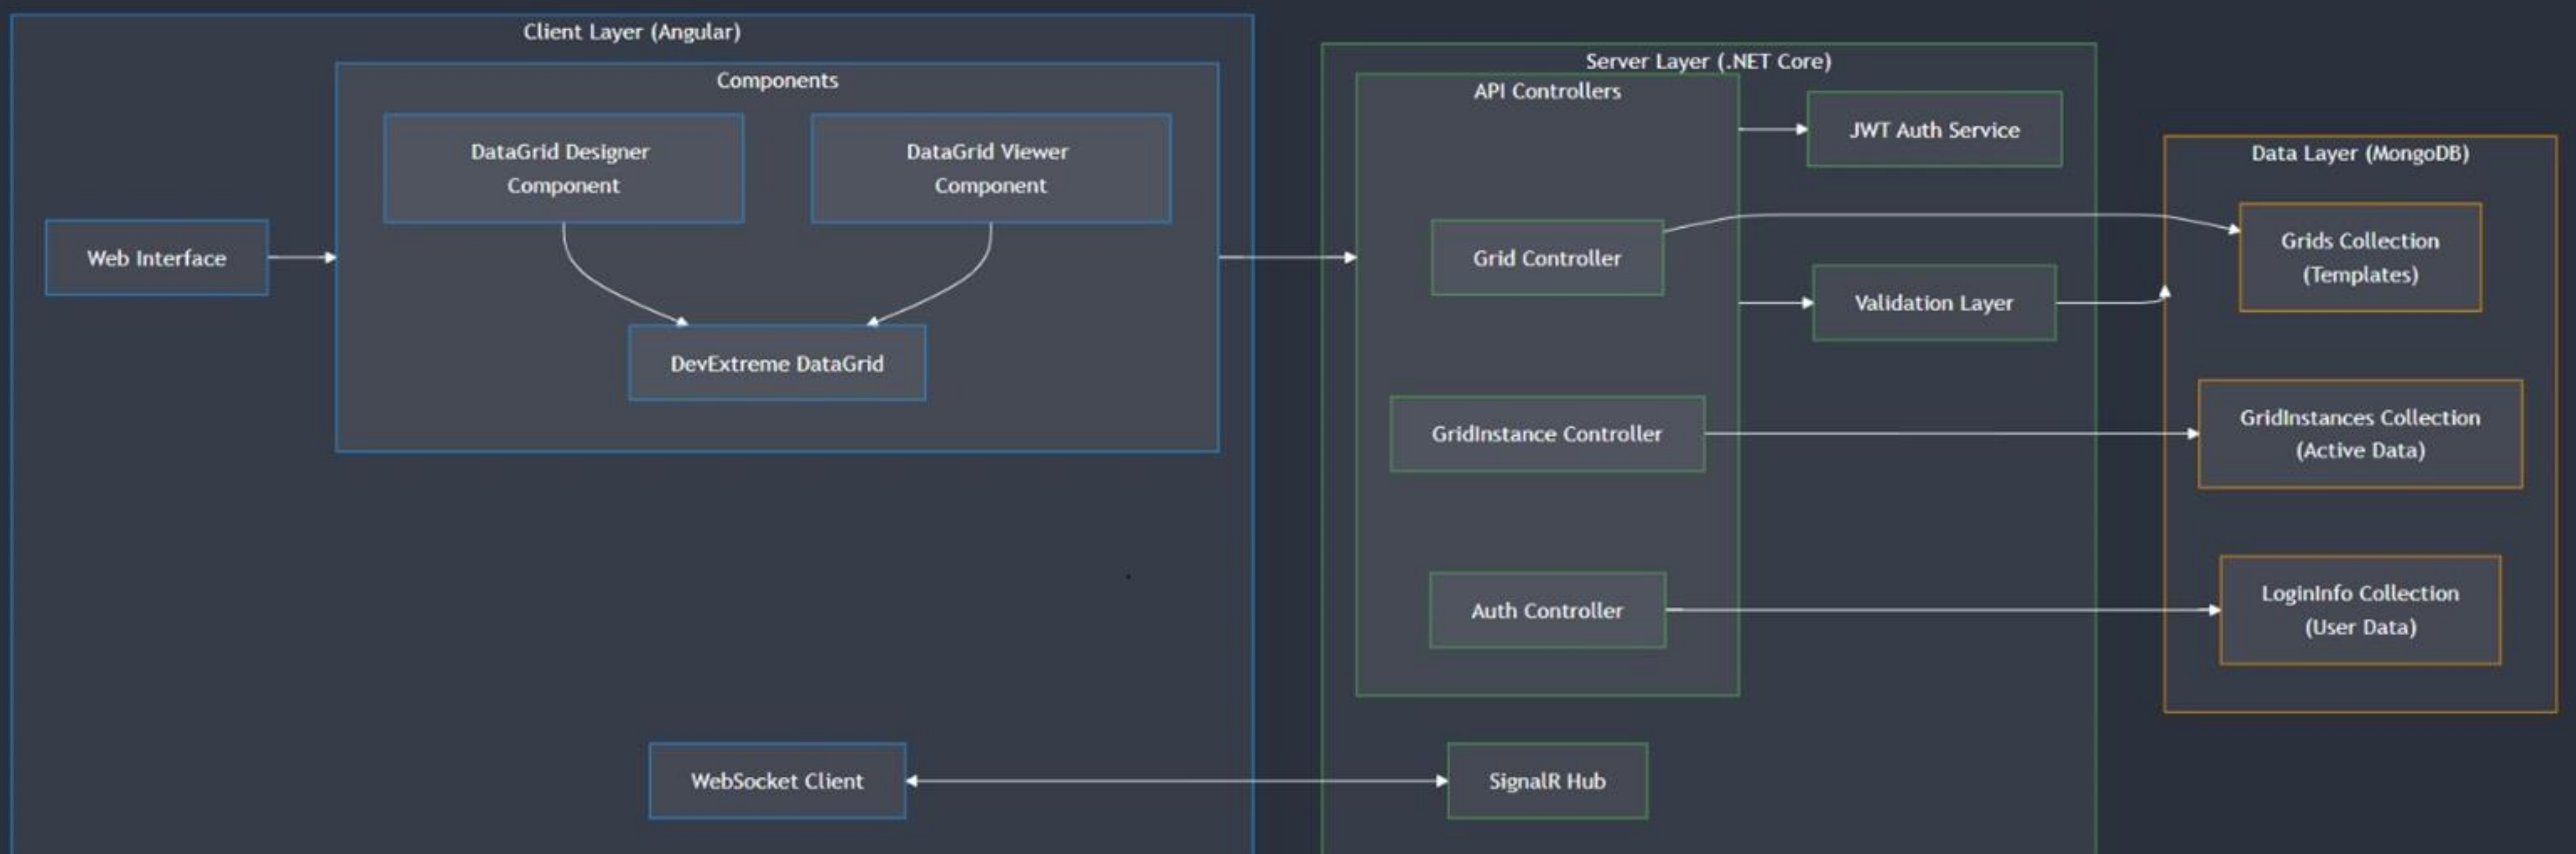 Client Layer (Angular)
Components
DataGrid Designer
Component
DataGrid Viewer
Component
Web Interface
DevExtreme DataGrid
WebSocket Client
Server Layer (.NET Core)
API Controllers
JWT Auth Service
Grid Controller
Validation Layer
GridInstance Controller
Auth Controller
SignalR Hub
Data Layer (MongoDB)
Grids Collection
(Templates)
GridInstances Collection
(Active Data)
LoginInfo Collection
(User Data)